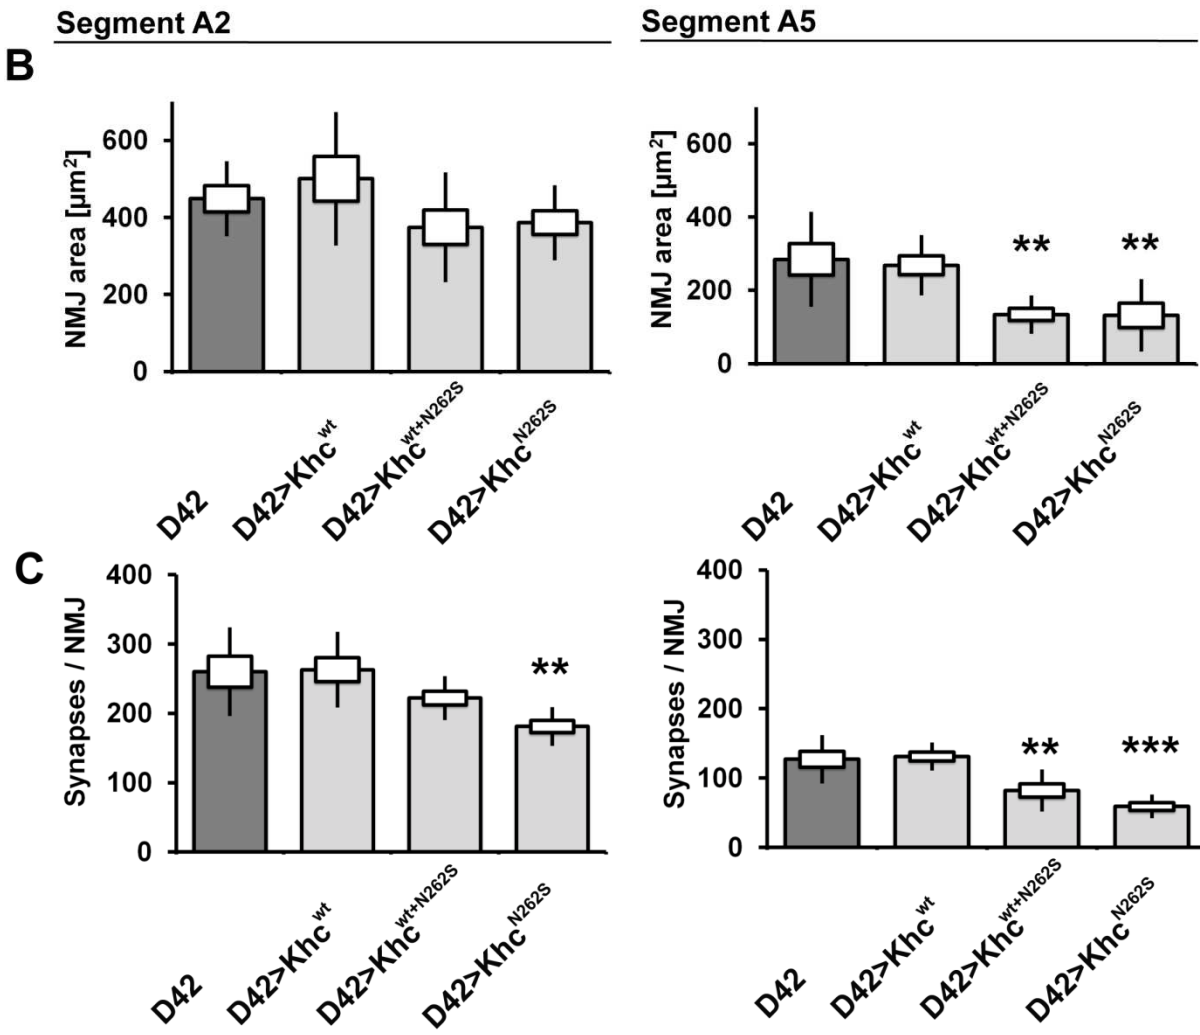 Segment A2
Segment A5
B
NMJ area [µm²]
600
400
200
0
D42
D42>Khc^wt
D42>Khc^wt+N262S
D42>Khc^N262S
NMJ area [µm²]
600
400
200
0
**
**
D42
D42>Khc^wt
D42>Khc^wt+N262S
D42>Khc^N262S
C
Synapses / NMJ
400
300
200
100
0
**
D42
D42>Khc^wt
D42>Khc^wt+N262S
D42>Khc^N262S
Synapses / NMJ
400
300
200
100
0
**
***
D42
D42>Khc^wt
D42>Khc^wt+N262S
D42>Khc^N262S